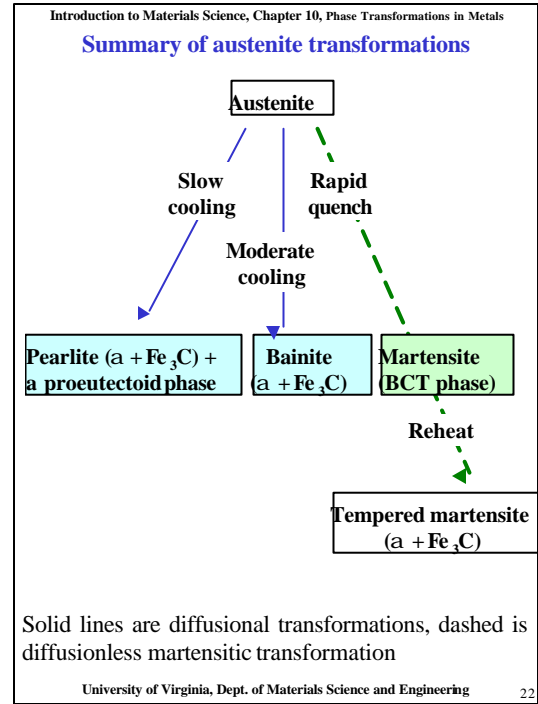 Introduction to Materials Science, Chapter 10, Phase Transformations in Metals
Summary of austenite transformations
Austenite
Slow
cooling
Rapid
quench
Moderate
cooling
Pearlite (a + Fe3C) +
a proeutectoid phase
Bainite
(a + Fe3C)
Martensite
(BCT phase)
Reheat
Tempered martensite
(a + Fe3C)
Solid lines are diffusional transformations, dashed is
diffusionless martensitic transformation
University of Virginia, Dept. of Materials Science and Engineering 22